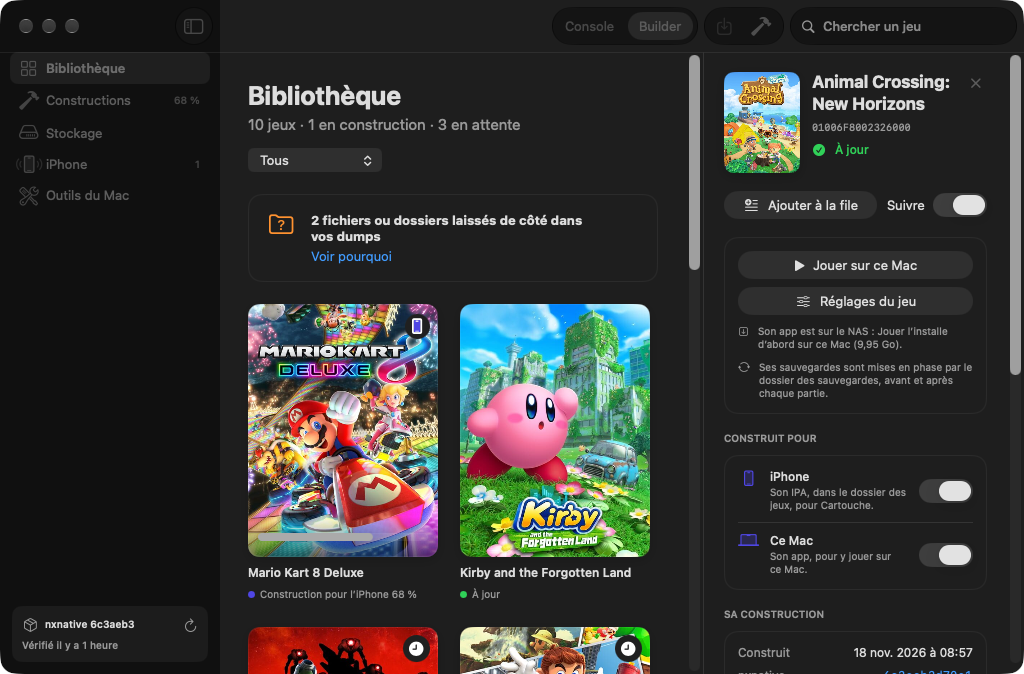 Console
Builder
Chercher un jeu
Bibliothèque
Constructions
68 %
Stockage
iPhone
1
Outils du Mac
nxnative 6c3aeb3
Vérifié il y a 1 heure
Bibliothèque
10 jeux · 1 en construction · 3 en attente
Tous
2 fichiers ou dossiers laissés de côté dans
vos dumps
Voir pourquoi
MARIOKART 8
DELUXE
Kirby
and the
Forgotten Land
Mario Kart 8 Deluxe
Construction pour l'iPhone 68 %
Kirby and the Forgotten Land
À jour
Animal Crossing
Animal Crossing:
New Horizons
01006F8002326000
À jour
Ajouter à la file
Suivre
Jouer sur ce Mac
Réglages du jeu
Son app est sur le NAS : Jouer l'installe
d'abord sur ce Mac (9,95 Go).
Ses sauvegardes sont mises en phase par le
dossier des sauvegardes, avant et après
chaque partie.
CONSTRUIT POUR
iPhone
Son IPA, dans le dossier des
jeux, pour Cartouche.
Ce Mac
Son app, pour y jouer sur
ce Mac.
SA CONSTRUCTION
Construit
18 nov. 2026 à 08:57